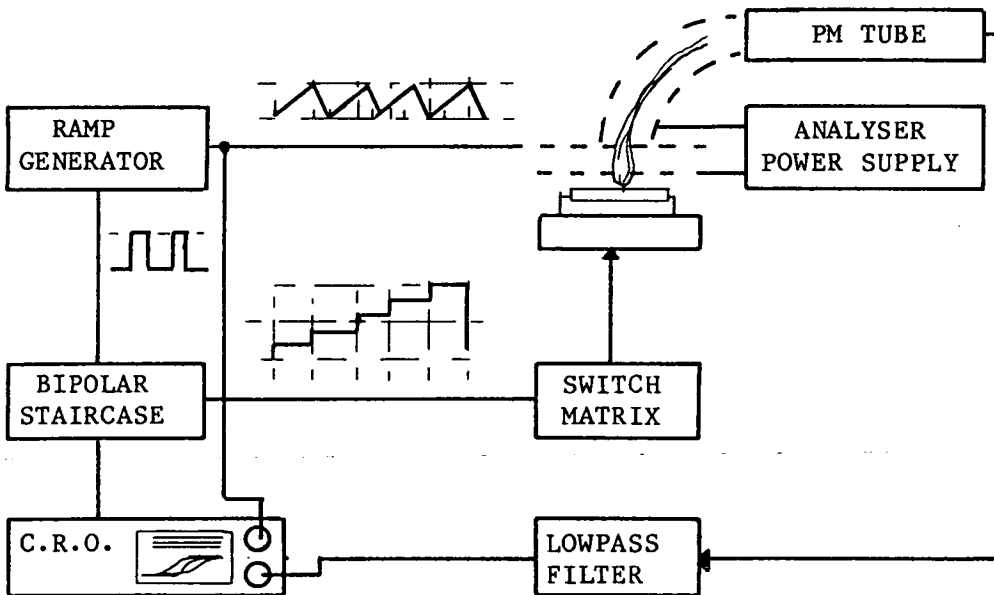 PM TUBE
RAMP
GENERATOR
ANALYSER
POWER SUPPLY
BIPOLAR
STAIRCASE
SWITCH
MATRIX
C.R.O.
LOWPASS
FILTER